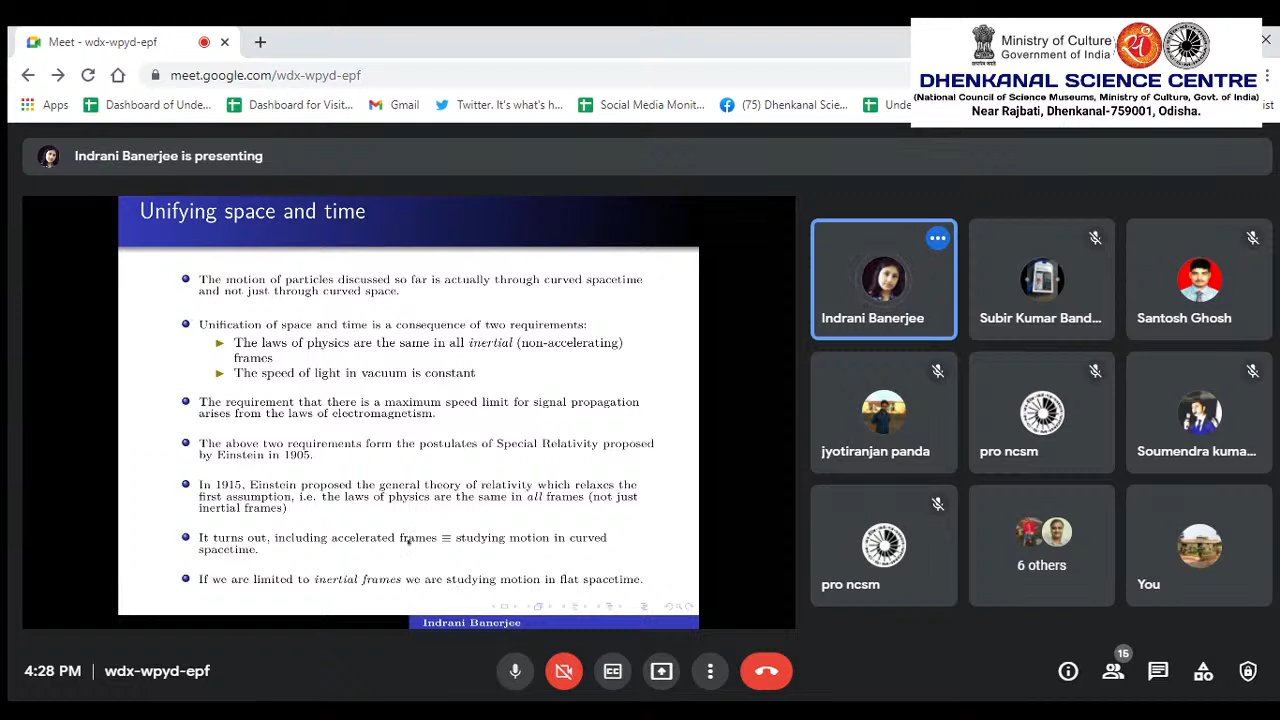 Meet - wdx-wpyd-epf
meet.google.com/wdx-wpyd-epf
Apps
Dashboard of Unde...
Dashboard for Visit...
Gmail
Twitter. It's what's h...
Social Media Monit...
(75) Dhenkanal Scie...
Unde
Ministry of Culture
Government of India
DHENKANAL SCIENCE CENTRE
(National Council of Science Museums, Ministry of Culture, Govt. of India)
Near Rajbati, Dhenkanal-759001, Odisha.
Indrani Banerjee is presenting
Unifying space and time
The motion of particles discussed so far is actually through curved spacetime
and not just through curved space.
Unification of space and time is a consequence of two requirements:
The laws of physics are the same in all inertial (non-accelerating)
frames
The speed of light in vacuum is constant
The requirement that there is a maximum speed limit for signal propagation
arises from the laws of electromagnetism.
The above two requirements form the postulates of Special Relativity proposed
by Einstein in 1905.
In 1915, Einstein proposed the general theory of relativity which relaxes the
first assumption, i.e. the laws of physics are the same in all frames (not just
inertial frames)
It turns out, including accelerated frames ≡ studying motion in curved
spacetime.
If we are limited to inertial frames we are studying motion in flat spacetime.
Indrani Banerjee
Indrani Banerjee
Subir Kumar Band...
Santosh Ghosh
jyotiranjan panda
pro ncsm
Soumendra kuma...
pro ncsm
6 others
You
4:28 PM | wdx-wpyd-epf
15